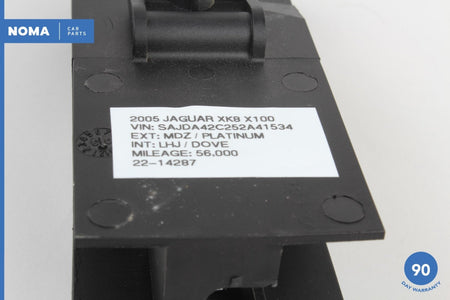 NOMA
CAR
PARTS
2005 JAGUAR XK8 X100
VIN: SAJDA42C252A41534
EXT: MDZ / PLATINUM
INT: LHJ / DOVE
MILEAGE: 56,000
22-14287
90
DAY WARRANTY